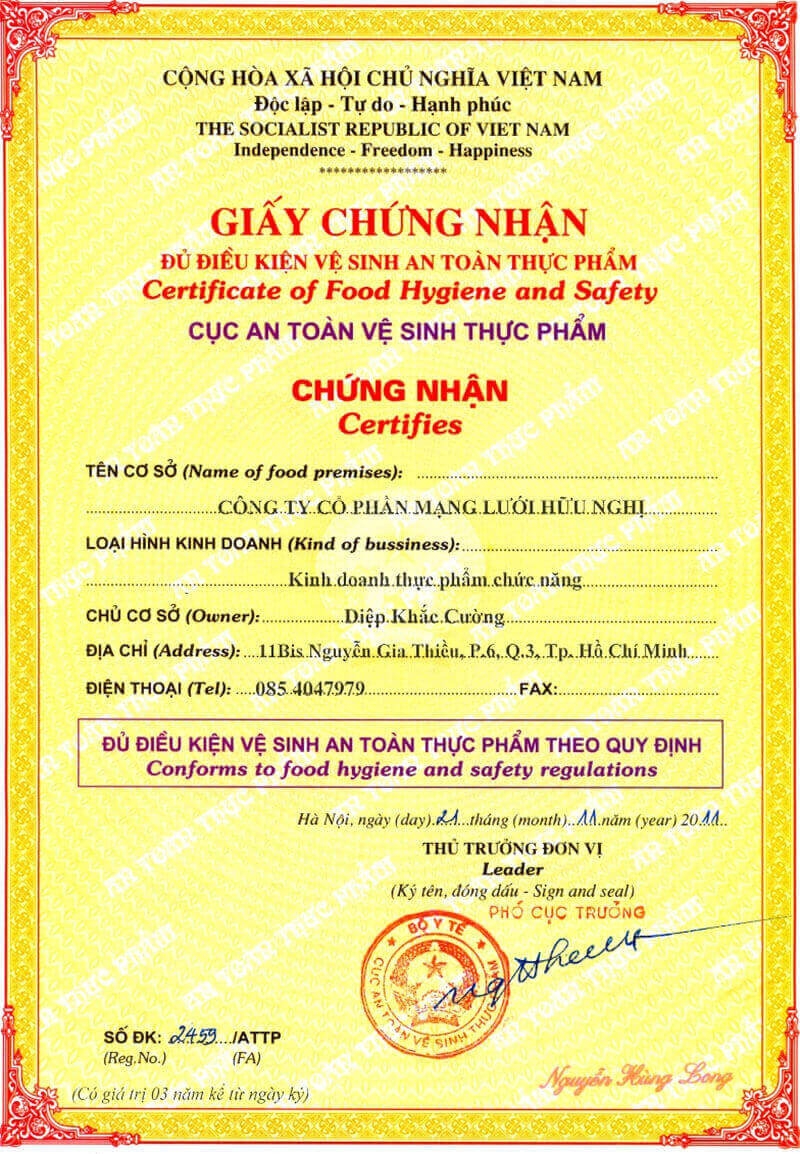 CỘNG HÒA XÃ HỘI CHỦ NGHĨA VIỆT NAM
Độc lập - Tự do - Hạnh phúc
THE SOCIALIST REPUBLIC OF VIET NAM
Independence - Freedom - Happiness
******************
GIẤY CHỨNG NHẬN
ĐỦ ĐIỀU KIỆN VỆ SINH AN TOÀN THỰC PHẨM
Certificate of Food Hygiene and Safety
CỤC AN TOÀN VỆ SINH THỰC PHẨM
CHỨNG NHẬN
Certifies
TÊN CƠ SỞ (Name of food premises):
CÔNG TY CỔ PHẦN MẠNG LƯỚI HỮU NGHỊ
LOẠI HÌNH KINH DOANH (Kind of bussiness):
Kinh doanh thực phẩm chức năng
CHỦ CƠ SỞ (Owner): Diệp Khắc Cường
ĐỊA CHỈ (Address): 11Bis Nguyễn Gia Thiều, P.6, Q.3, Tp. Hồ Chí Minh
ĐIỆN THOẠI (Tel): 085 4047979 FAX:
ĐỦ ĐIỀU KIỆN VỆ SINH AN TOÀN THỰC PHẨM THEO QUY ĐỊNH
Conforms to food hygiene and safety regulations
Hà Nội, ngày (day) 21 tháng (month) 11 năm (year) 2011
THỦ TRƯỞNG ĐƠN VỊ
Leader
(Ký tên, đóng dấu - Sign and seal)
PHÓ CỤC TRƯỞNG
BỘ Y TẾ
CỤC AN TOÀN VỆ SINH THỰC PHẨM
SỐ ĐK: 2459 /ATTP
(Reg.No.) (FA)
Nguyễn Hùng Long
(Có giá trị 03 năm kể từ ngày ký)
AN TOÀN THỰC PHẨM